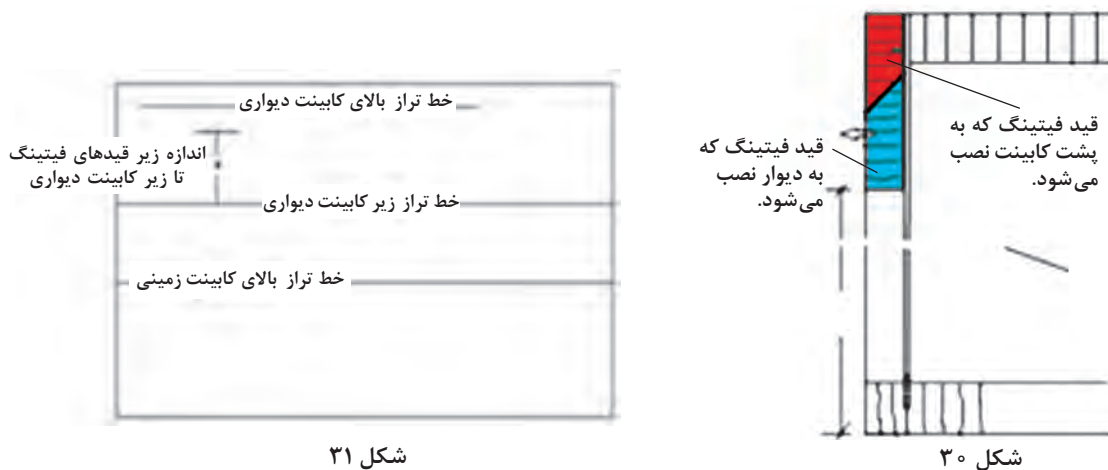 قید فیتینگ که به
پشت کابینت نصب
می‌شود.
قید فیتینگ که
به دیوار نصب
می‌شود.
شکل ۳۰
خط تراز بالای کابینت دیواری
اندازه زیر قیدهای فیتینگ
تا زیر کابینت دیواری
خط تراز زیر کابینت دیواری
خط تراز بالای کابینت زمینی
شکل ۳۱